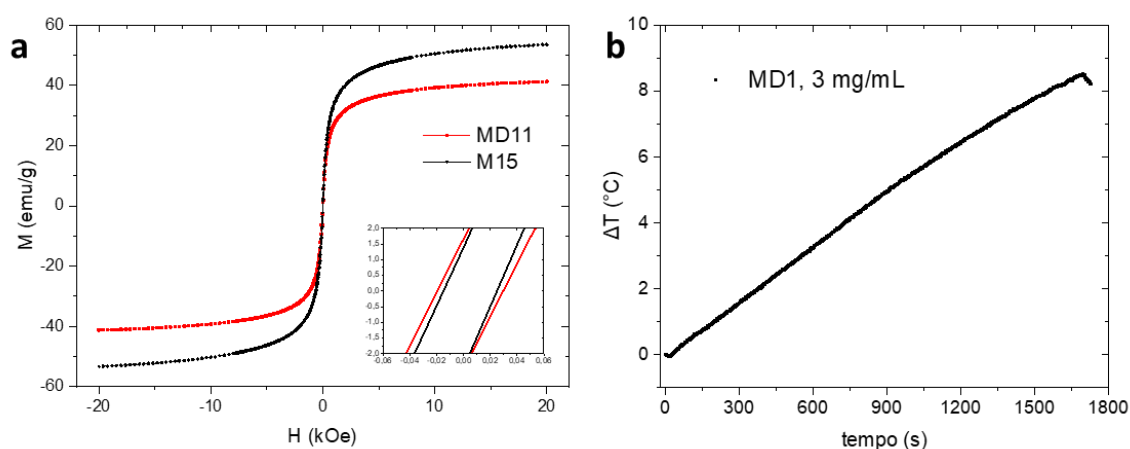 a
60
40
20
0
-20
-40
-60
M (emu/g)
MD11
M15
2,0
1,5
1,0
0,5
0,0
-0,5
-1,0
-1,5
-2,0
-0,06 -0,04 -0,02 0,00 0,02 0,04 0,06
-20 -10 0 10 20
H (kOe)
b
10
8
6
4
2
0
ΔT (°C)
MD1, 3 mg/mL
0 300 600 900 1200 1500 1800
tempo (s)